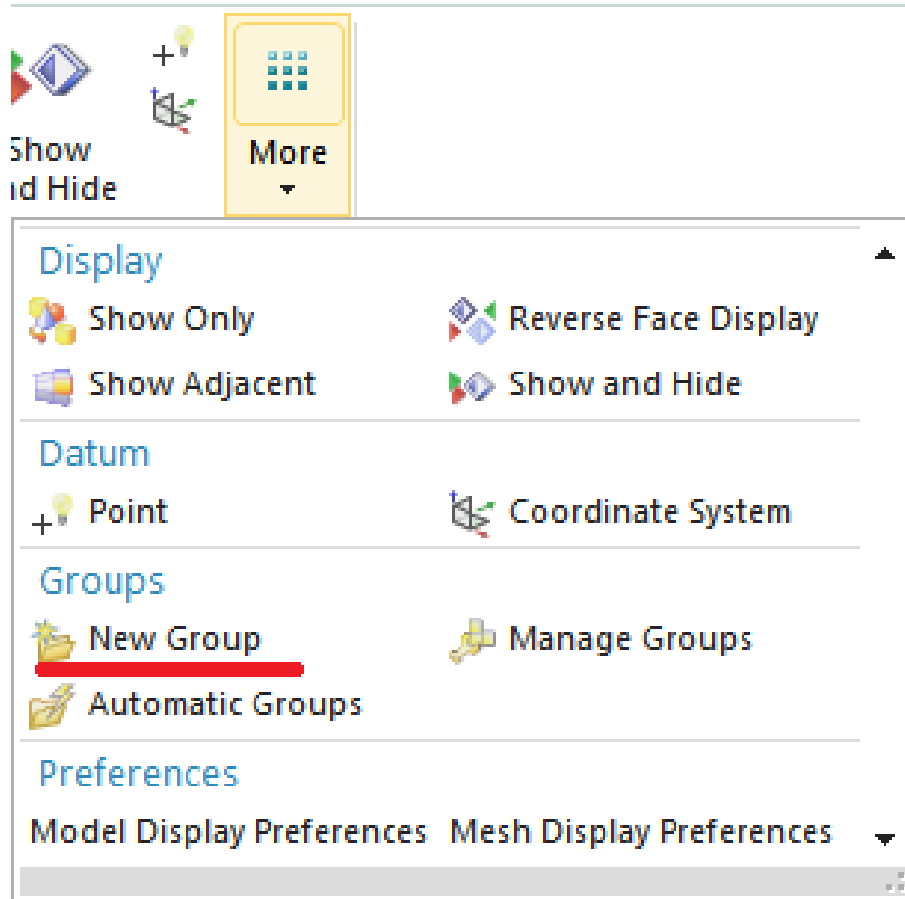 Show
nd Hide
More
Display
Show Only
Reverse Face Display
Show Adjacent
Show and Hide
Datum
Point
Coordinate System
Groups
New Group
Manage Groups
Automatic Groups
Preferences
Model Display Preferences
Mesh Display Preferences